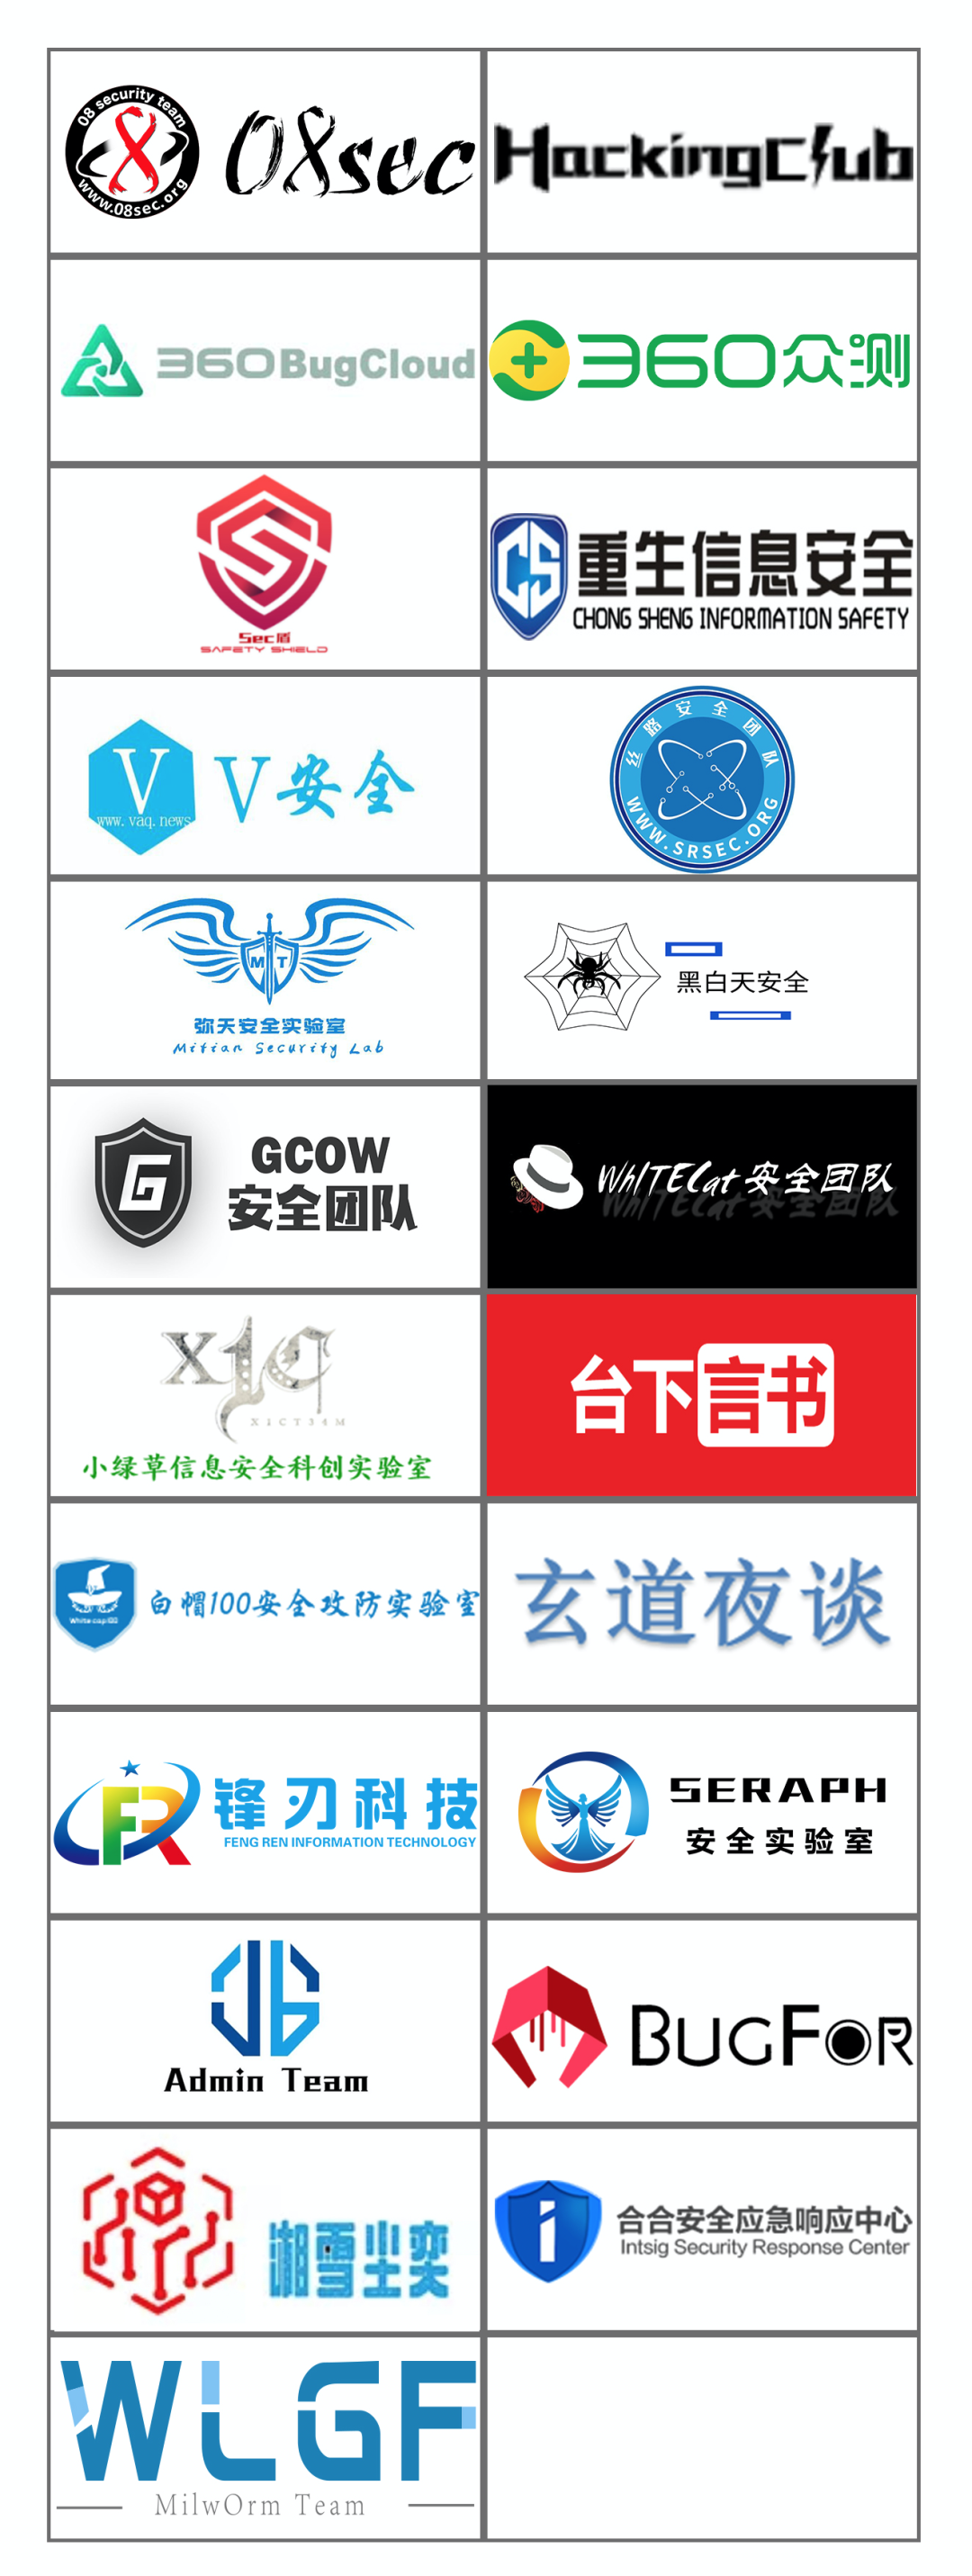 08 security team
www.08sec.org
08sec
HackingClub
360BugCloud
360众测
Sec盾
SAFETY SHIELD
CS
重生信息安全
CHONG SHENG INFORMATION SAFETY
V
www.vaq.news
V安全
丝路安全团队
WWW.SRSEC.ORG
MT
弥天安全实验室
Mitian Security Lab
黑白天安全
G
GCOW
安全团队
WhITECat安全团队
X1C
X1CT34M
小绿草信息安全科创实验室
台下言书
Whitecap100
白帽100安全攻防实验室
玄道夜谈
FR
锋刃科技
FENG REN INFORMATION TECHNOLOGY
SERAPH
安全实验室
Admin Team
BUGFOR
湘雪尘奕
i
合合安全应急响应中心
Intsig Security Response Center
WLGF
MilwOrm Team